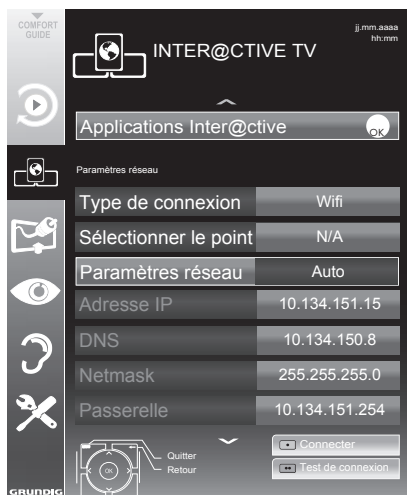 COMFORT
GUIDE
INTER@CTIVE TV
jj.mm.aaaa
hh:mm
Applications Inter@ctive
OK
Paramètres réseau
Type de connexion Wifi
Sélectionner le point N/A
Paramètres réseau Auto
Adresse IP 10.134.151.15
DNS 10.134.150.8
Netmask 255.255.255.0
Passerelle 10.134.151.254
OK
Quitter
Retour
Connecter
Test de connexion
GRUNDIG